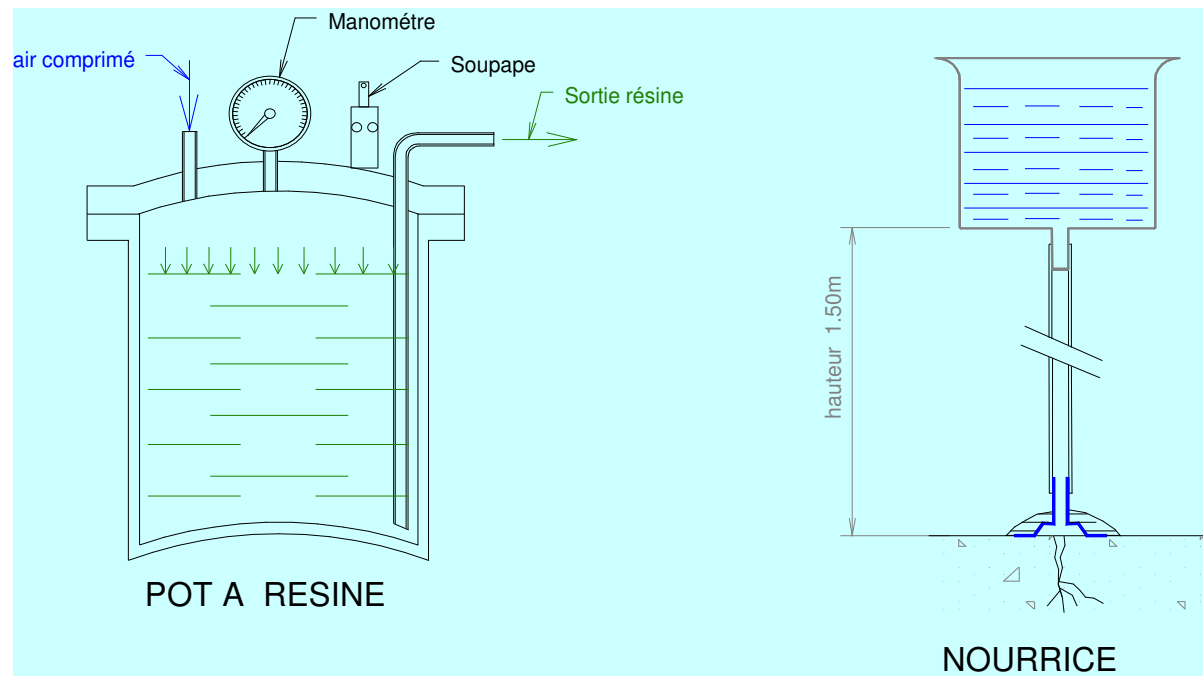 Manométre
air comprimé
Soupape
Sortie résine
hauteur 1.50m
POT A RESINE
NOURRICE